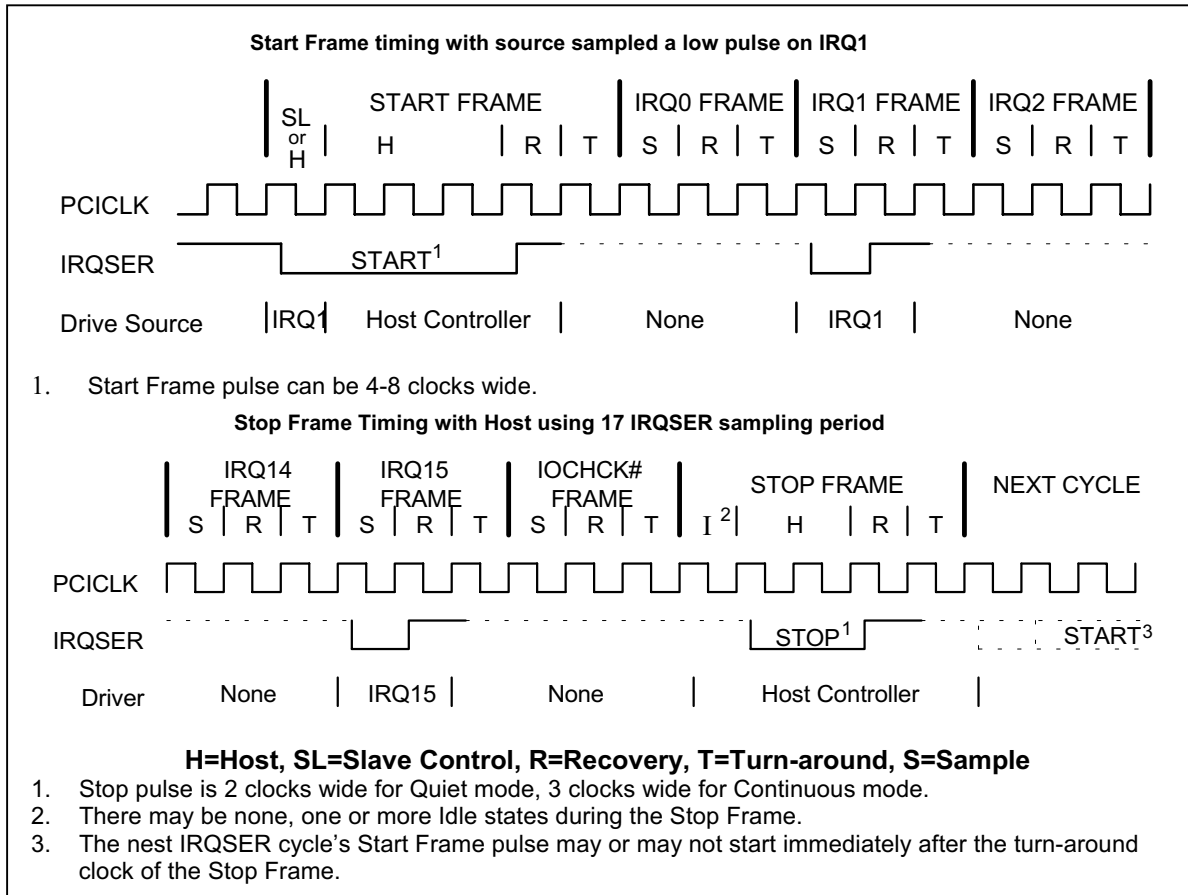 Start Frame timing with source sampled a low pulse on IRQ1
START FRAME IRQ0 FRAME IRQ1 FRAME IRQ2 FRAME
SL
or
H H R T S R T S R T S R T
PCICLK
IRQSER START1
Drive Source IRQ1 Host Controller None IRQ1 None
1. Start Frame pulse can be 4-8 clocks wide.
Stop Frame Timing with Host using 17 IRQSER sampling period
IRQ14 FRAME IRQ15 FRAME IOCHCK# FRAME STOP FRAME NEXT CYCLE
S R T S R T S R T I 2 H R T
PCICLK
IRQSER STOP1 START3
Driver None IRQ15 None Host Controller
H=Host, SL=Slave Control, R=Recovery, T=Turn-around, S=Sample
1. Stop pulse is 2 clocks wide for Quiet mode, 3 clocks wide for Continuous mode.
2. There may be none, one or more Idle states during the Stop Frame.
3. The nest IRQSER cycle's Start Frame pulse may or may not start immediately after the turn-around
clock of the Stop Frame.